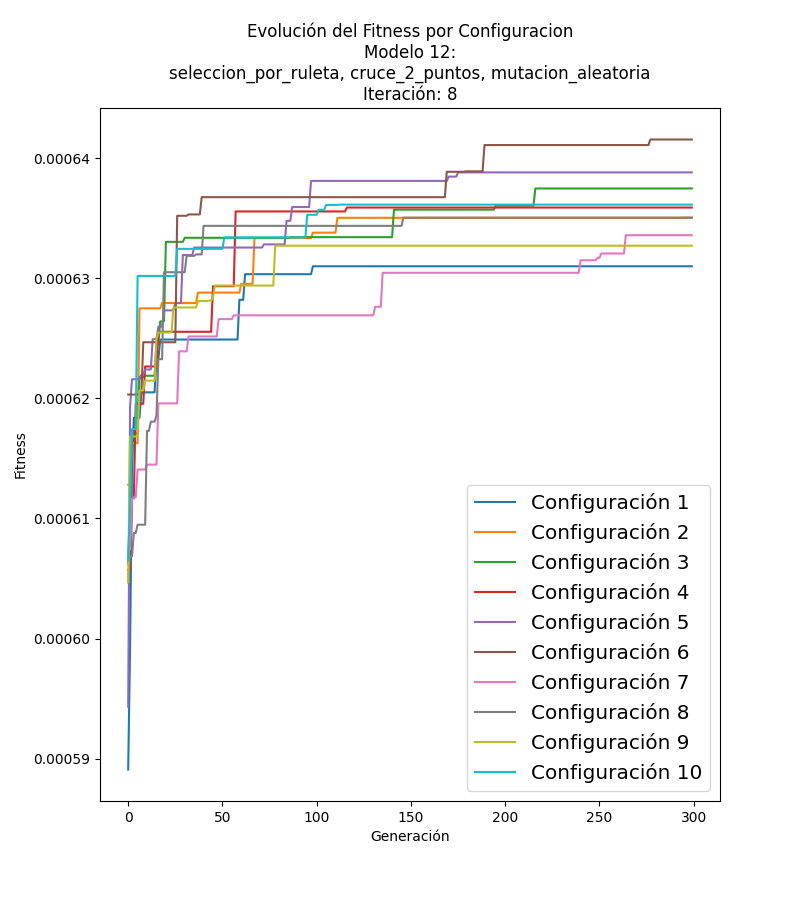 Evolución del Fitness por Configuracion
Modelo 12:
seleccion_por_ruleta, cruce_2_puntos, mutacion_aleatoria
Iteración: 8
0.00064
0.00063
0.00062
0.00061
0.00060
0.00059
Fitness
Configuración 1
Configuración 2
Configuración 3
Configuración 4
Configuración 5
Configuración 6
Configuración 7
Configuración 8
Configuración 9
Configuración 10
0 50 100 150 200 250 300
Generación